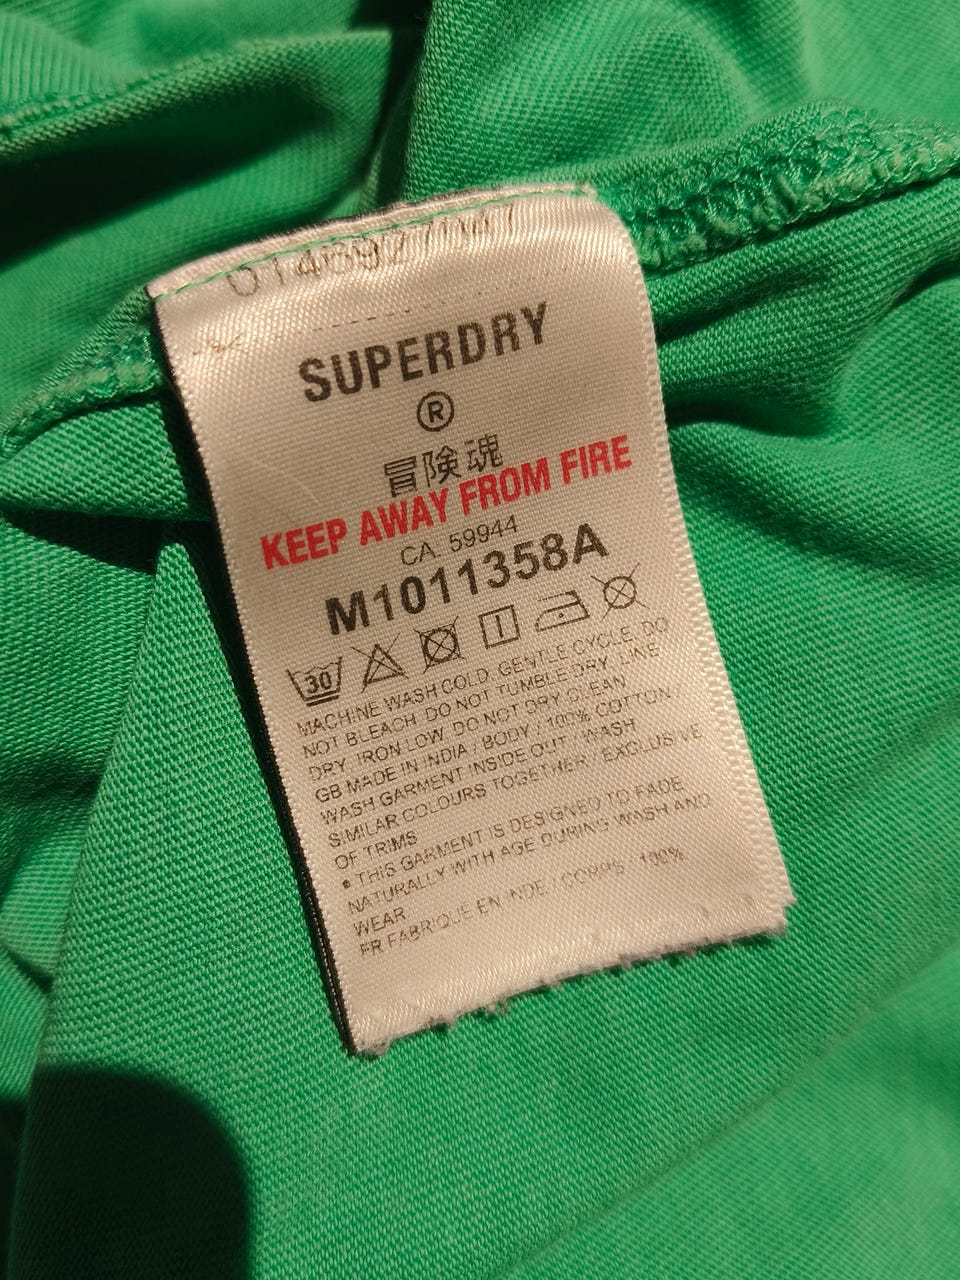 SUPERDRY
®
冒険魂
KEEP AWAY FROM FIRE
CA. 59944
M1011358A
30
MACHINE WASH COLD, GENTLE CYCLE, DO
NOT BLEACH, DO NOT TUMBLE DRY, LINE
DRY, IRON LOW, DO NOT DRY CLEAN
GB MADE IN INDIA / BODY / 100% COTTON
WASH GARMENT INSIDE OUT / WASH
SIMILAR COLOURS TOGETHER / EXCLUSIVE
OF TRIMS
• THIS GARMENT IS DESIGNED TO FADE
NATURALLY WITH AGE DURING WASH AND
WEAR
FR FABRIQUÉ EN INDE / CORPS / 100%